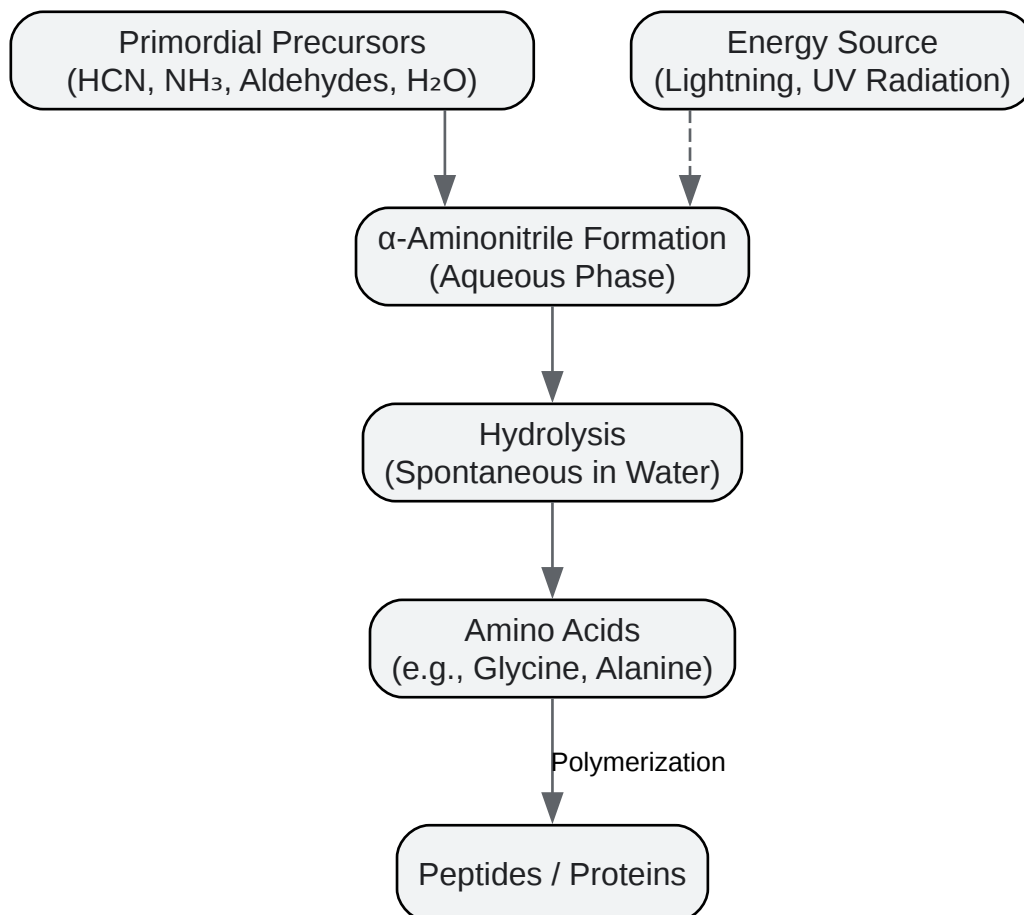 Primordial Precursors
(HCN, NH₃, Aldehydes, H₂O)
Energy Source
(Lightning, UV Radiation)
α-Aminonitrile Formation
(Aqueous Phase)
Hydrolysis
(Spontaneous in Water)
Amino Acids
(e.g., Glycine, Alanine)
Polymerization
Peptides / Proteins